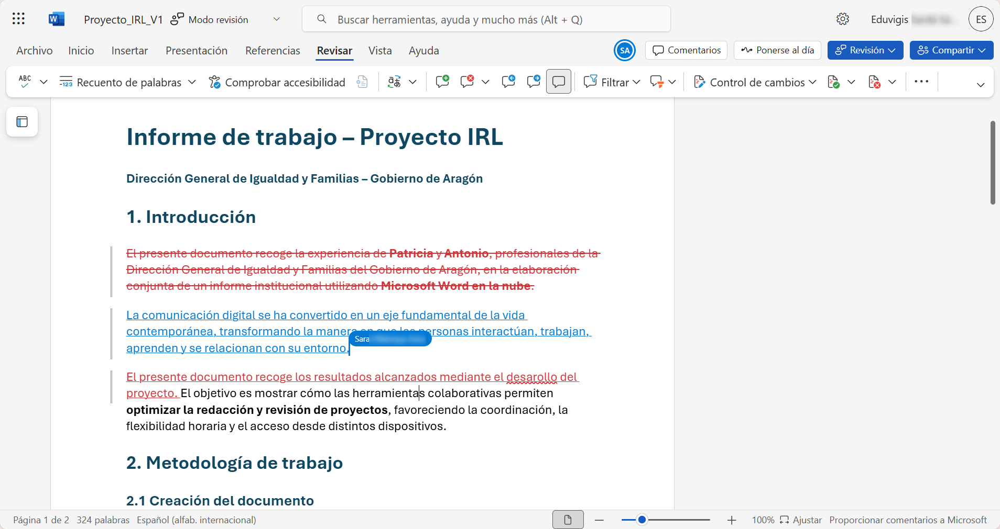 W Proyecto_IRL_V1 Modo revisión Buscar herramientas, ayuda y mucho más (Alt + Q) Eduvigis ES
Archivo Inicio Insertar Presentación Referencias Revisar Vista Ayuda SA Comentarios Ponerse al día Revisión Compartir
ABC 123 Recuento de palabras Comprobar accesibilidad Filtrar Control de cambios
Informe de trabajo – Proyecto IRL
Dirección General de Igualdad y Familias – Gobierno de Aragón
1. Introducción
El presente documento recoge la experiencia de Patricia y Antonio, profesionales de la
Dirección General de Igualdad y Familias del Gobierno de Aragón, en la elaboración
conjunta de un informe institucional utilizando Microsoft Word en la nube.
La comunicación digital se ha convertido en un eje fundamental de la vida
contemporánea, transformando la manera en que las personas interactúan, trabajan,
Sara
aprenden y se relacionan con su entorno.
El presente documento recoge los resultados alcanzados mediante el desarollo del
proyecto. El objetivo es mostrar cómo las herramientas colaborativas permiten
optimizar la redacción y revisión de proyectos, favoreciendo la coordinación, la
flexibilidad horaria y el acceso desde distintos dispositivos.
2. Metodología de trabajo
2.1 Creación del documento
Página 1 de 2 324 palabras Español (alfab. internacional) 100% Ajustar Proporcionar comentarios a Microsoft